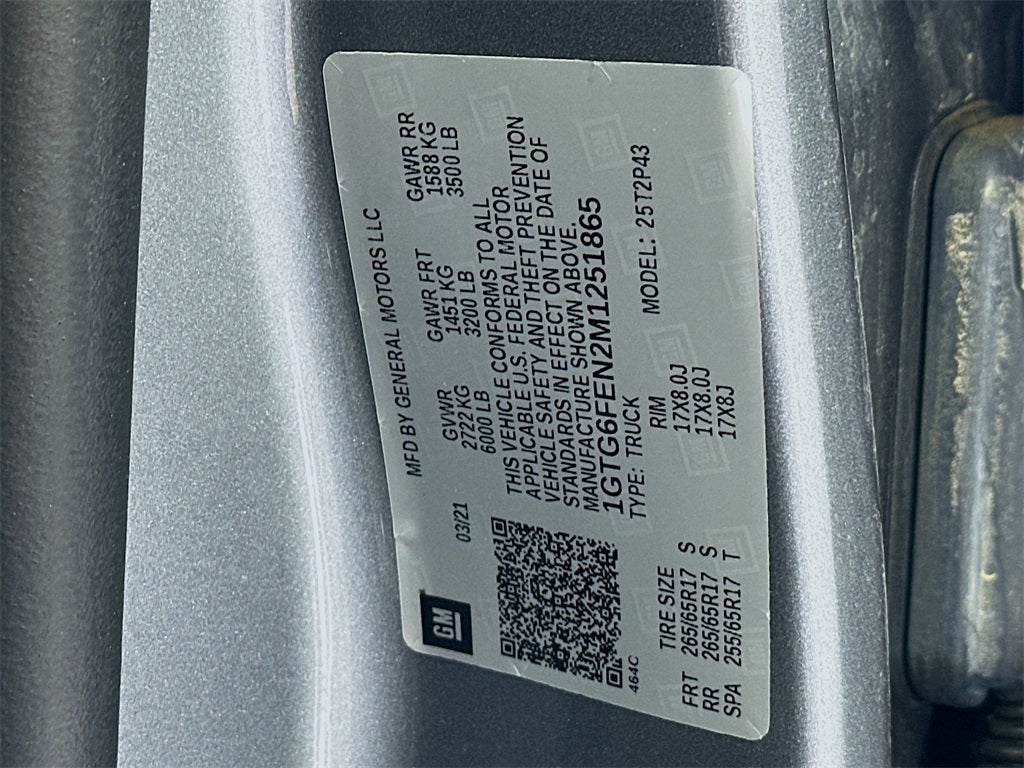 GM
03/21
MFD BY GENERAL MOTORS LLC
GVWR GAWR FRT GAWR RR
2722 KG 1451 KG 1588 KG
6000 LB 3200 LB 3500 LB
THIS VEHICLE CONFORMS TO ALL
APPLICABLE U.S. FEDERAL MOTOR
VEHICLE SAFETY AND THEFT PREVENTION
STANDARDS IN EFFECT ON THE DATE OF
MANUFACTURE SHOWN ABOVE.
1GTG6FEN2M1251865
TYPE: TRUCK MODEL: 25T2P43
464C
TIRE SIZE RIM
FRT 265/65R17 S 17X8.0J
RR 265/65R17 S 17X8.0J
SPA 255/65R17 T 17X8J